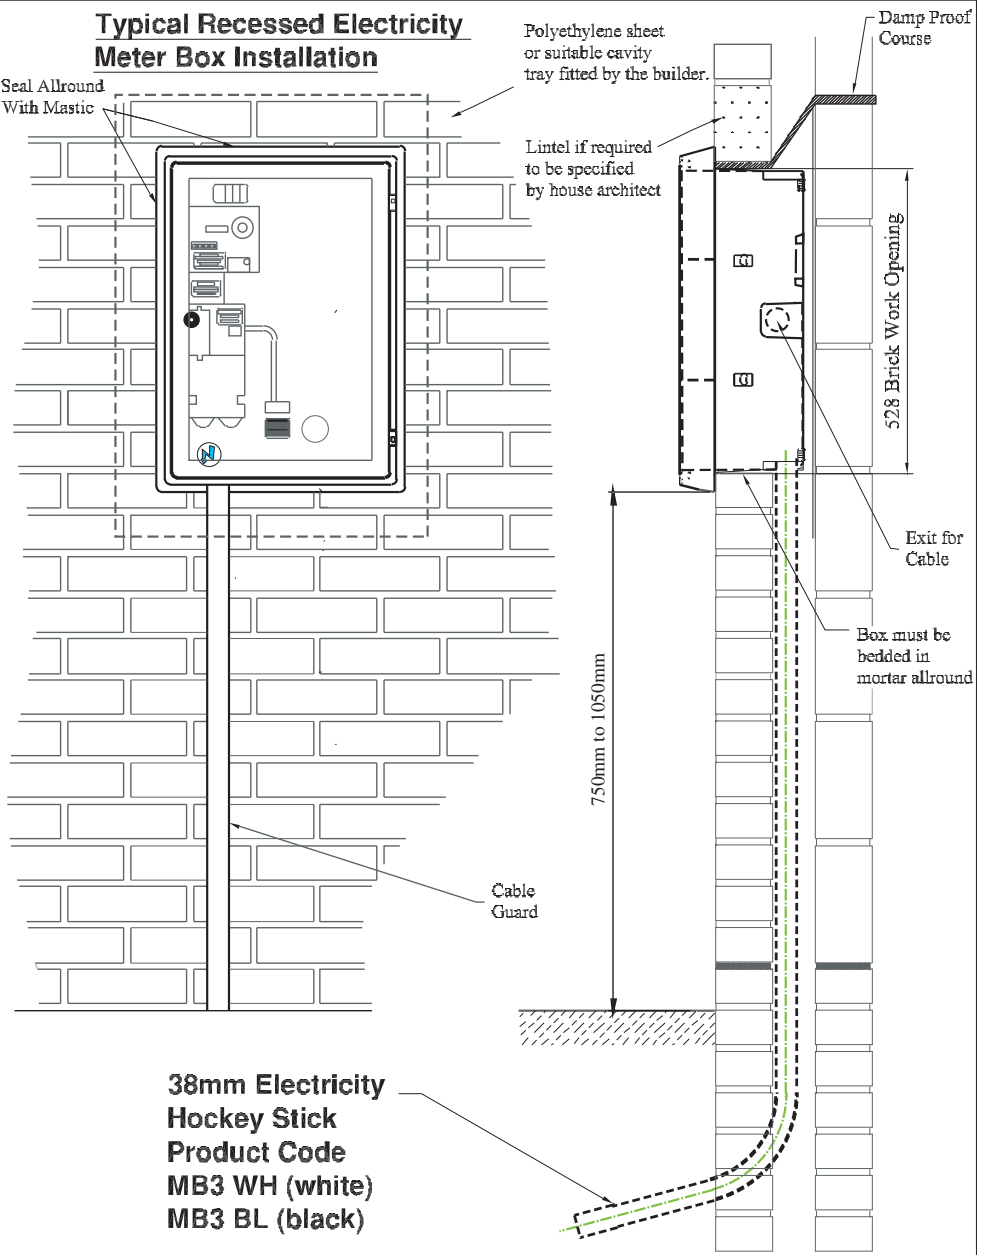 Typical Recessed Electricity
Meter Box Installation
Seal Allround
With Mastic
Polyethylene sheet
or suitable cavity
tray fitted by the builder.
Damp Proof
Course
Lintel if required
to be specified
by house architect
528 Brick Work Opening
Exit for
Cable
Box must be
bedded in
mortar allround
750mm to 1050mm
Cable
Guard
38mm Electricity
Hockey Stick
Product Code
MB3 WH (white)
MB3 BL (black)